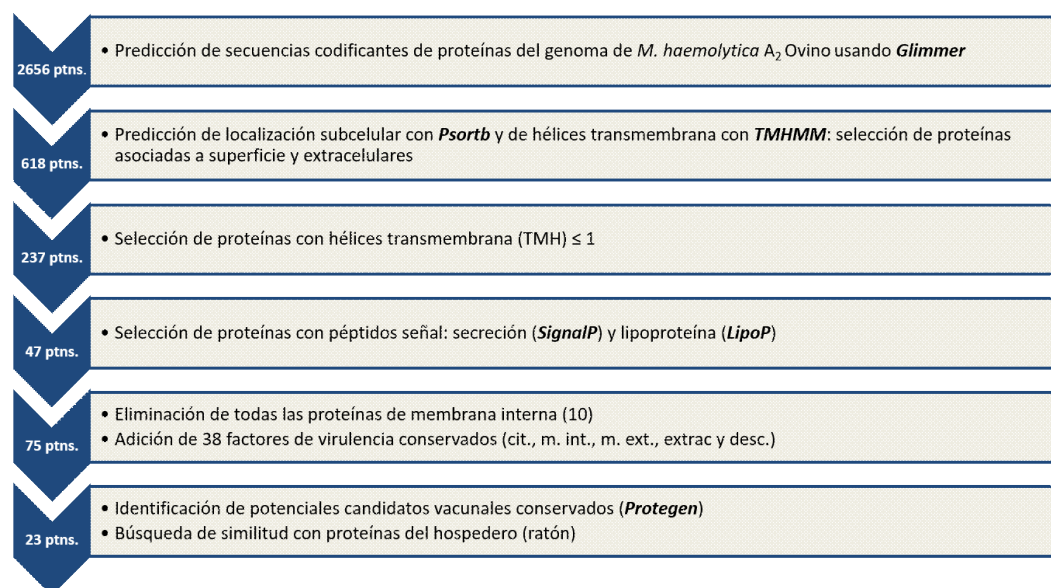 2656 ptns.
• Predicción de secuencias codificantes de proteínas del genoma de M. haemolytica A₂ Ovino usando Glimmer
618 ptns.
• Predicción de localización subcelular con Psortb y de hélices transmembrana con TMHMM: selección de proteínas
asociadas a superficie y extracelulares
237 ptns.
• Selección de proteínas con hélices transmembrana (TMH) ≤ 1
47 ptns.
• Selección de proteínas con péptidos señal: secreción (SignalP) y lipoproteína (LipoP)
75 ptns.
• Eliminación de todas las proteínas de membrana interna (10)
• Adición de 38 factores de virulencia conservados (cit., m. int., m. ext., extrac y desc.)
23 ptns.
• Identificación de potenciales candidatos vacunales conservados (Protegen)
• Búsqueda de similitud con proteínas del hospedero (ratón)